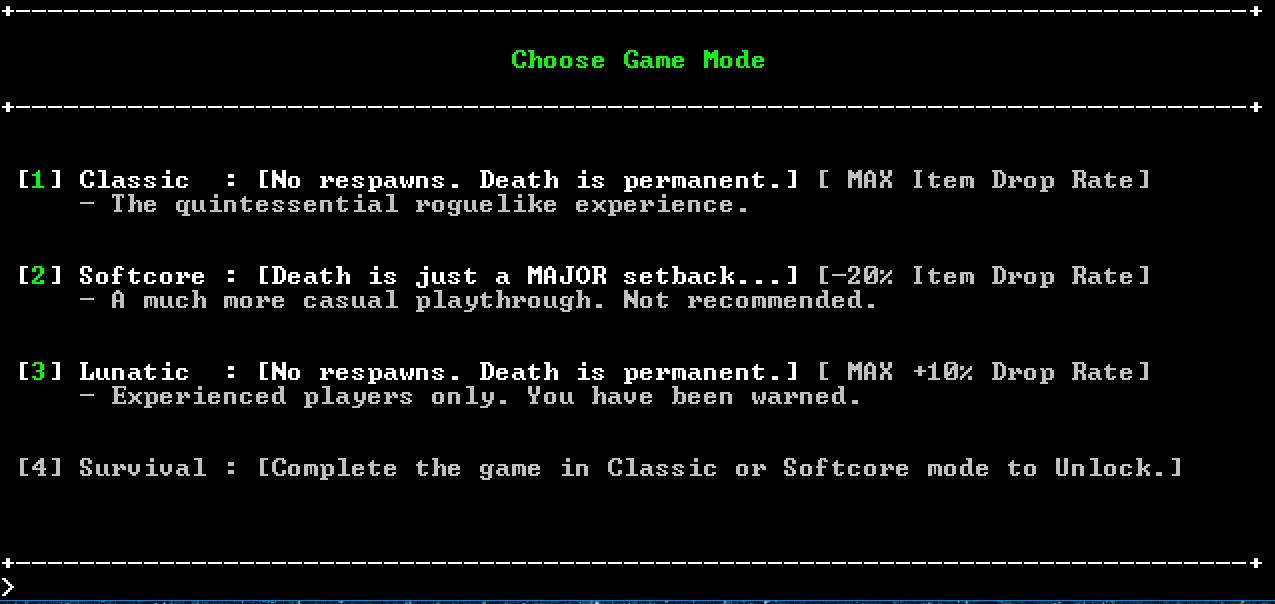 Choose Game Mode
[1] Classic  : [No respawns. Death is permanent.] [ MAX Item Drop Rate]
- The quintessential roguelike experience.
[2] Softcore : [Death is just a MAJOR setback...] [-20% Item Drop Rate]
- A much more casual playthrough. Not recommended.
[3] Lunatic  : [No respawns. Death is permanent.] [ MAX +10% Drop Rate]
- Experienced players only. You have been warned.
[4] Survival : [Complete the game in Classic or Softcore mode to Unlock.]
>